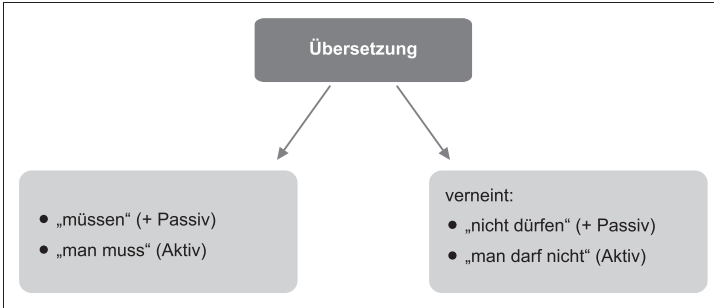 Übersetzung
● „müssen“ (+ Passiv)
● „man muss“ (Aktiv)
verneint:
● „nicht dürfen“ (+ Passiv)
● „man darf nicht“ (Aktiv)